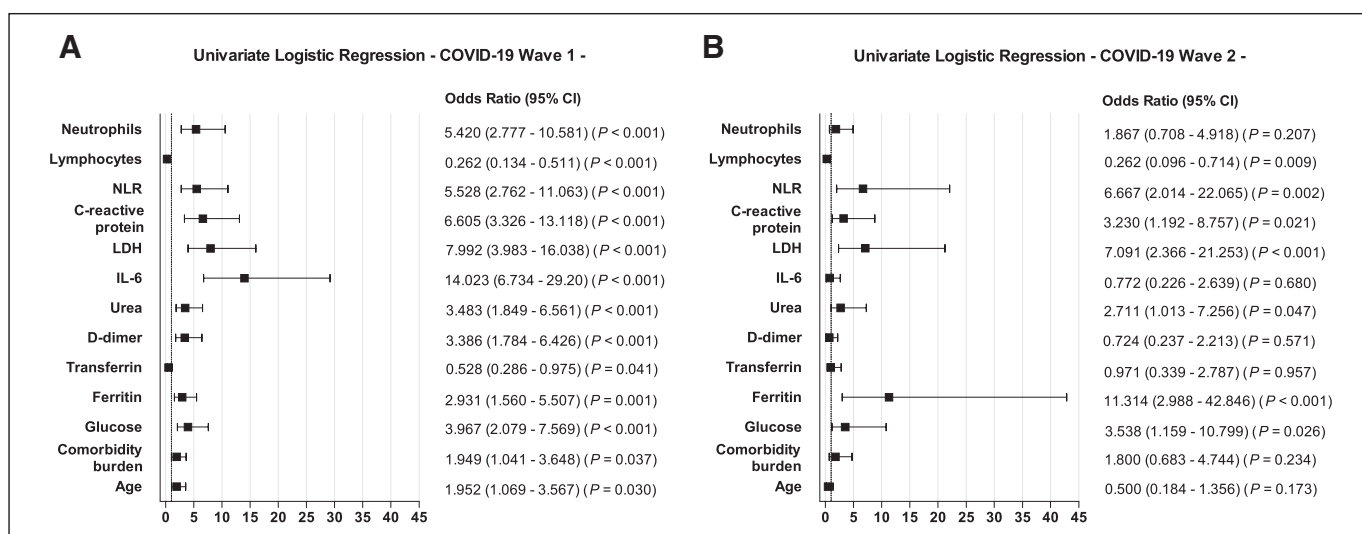 A
Univariate Logistic Regression - COVID-19 Wave 1 -
Odds Ratio (95% CI)
Neutrophils 5.420 (2.777 - 10.581) (P < 0.001)
Lymphocytes 0.262 (0.134 - 0.511) (P < 0.001)
NLR 5.528 (2.762 - 11.063) (P < 0.001)
C-reactive
protein 6.605 (3.326 - 13.118) (P < 0.001)
LDH 7.992 (3.983 - 16.038) (P < 0.001)
IL-6 14.023 (6.734 - 29.20) (P < 0.001)
Urea 3.483 (1.849 - 6.561) (P < 0.001)
D-dimer 3.386 (1.784 - 6.426) (P < 0.001)
Transferrin 0.528 (0.286 - 0.975) (P = 0.041)
Ferritin 2.931 (1.560 - 5.507) (P = 0.001)
Glucose 3.967 (2.079 - 7.569) (P < 0.001)
Comorbidity
burden 1.949 (1.041 - 3.648) (P = 0.037)
Age 1.952 (1.069 - 3.567) (P = 0.030)
0 5 10 15 20 25 30 35 40 45
B
Univariate Logistic Regression - COVID-19 Wave 2 -
Odds Ratio (95% CI)
Neutrophils 1.867 (0.708 - 4.918) (P = 0.207)
Lymphocytes 0.262 (0.096 - 0.714) (P = 0.009)
NLR 6.667 (2.014 - 22.065) (P = 0.002)
C-reactive
protein 3.230 (1.192 - 8.757) (P = 0.021)
LDH 7.091 (2.366 - 21.253) (P < 0.001)
IL-6 0.772 (0.226 - 2.639) (P = 0.680)
Urea 2.711 (1.013 - 7.256) (P = 0.047)
D-dimer 0.724 (0.237 - 2.213) (P = 0.571)
Transferrin 0.971 (0.339 - 2.787) (P = 0.957)
Ferritin 11.314 (2.988 - 42.846) (P < 0.001)
Glucose 3.538 (1.159 - 10.799) (P = 0.026)
Comorbidity
burden 1.800 (0.683 - 4.744) (P = 0.234)
Age 0.500 (0.184 - 1.356) (P = 0.173)
0 5 10 15 20 25 30 35 40 45